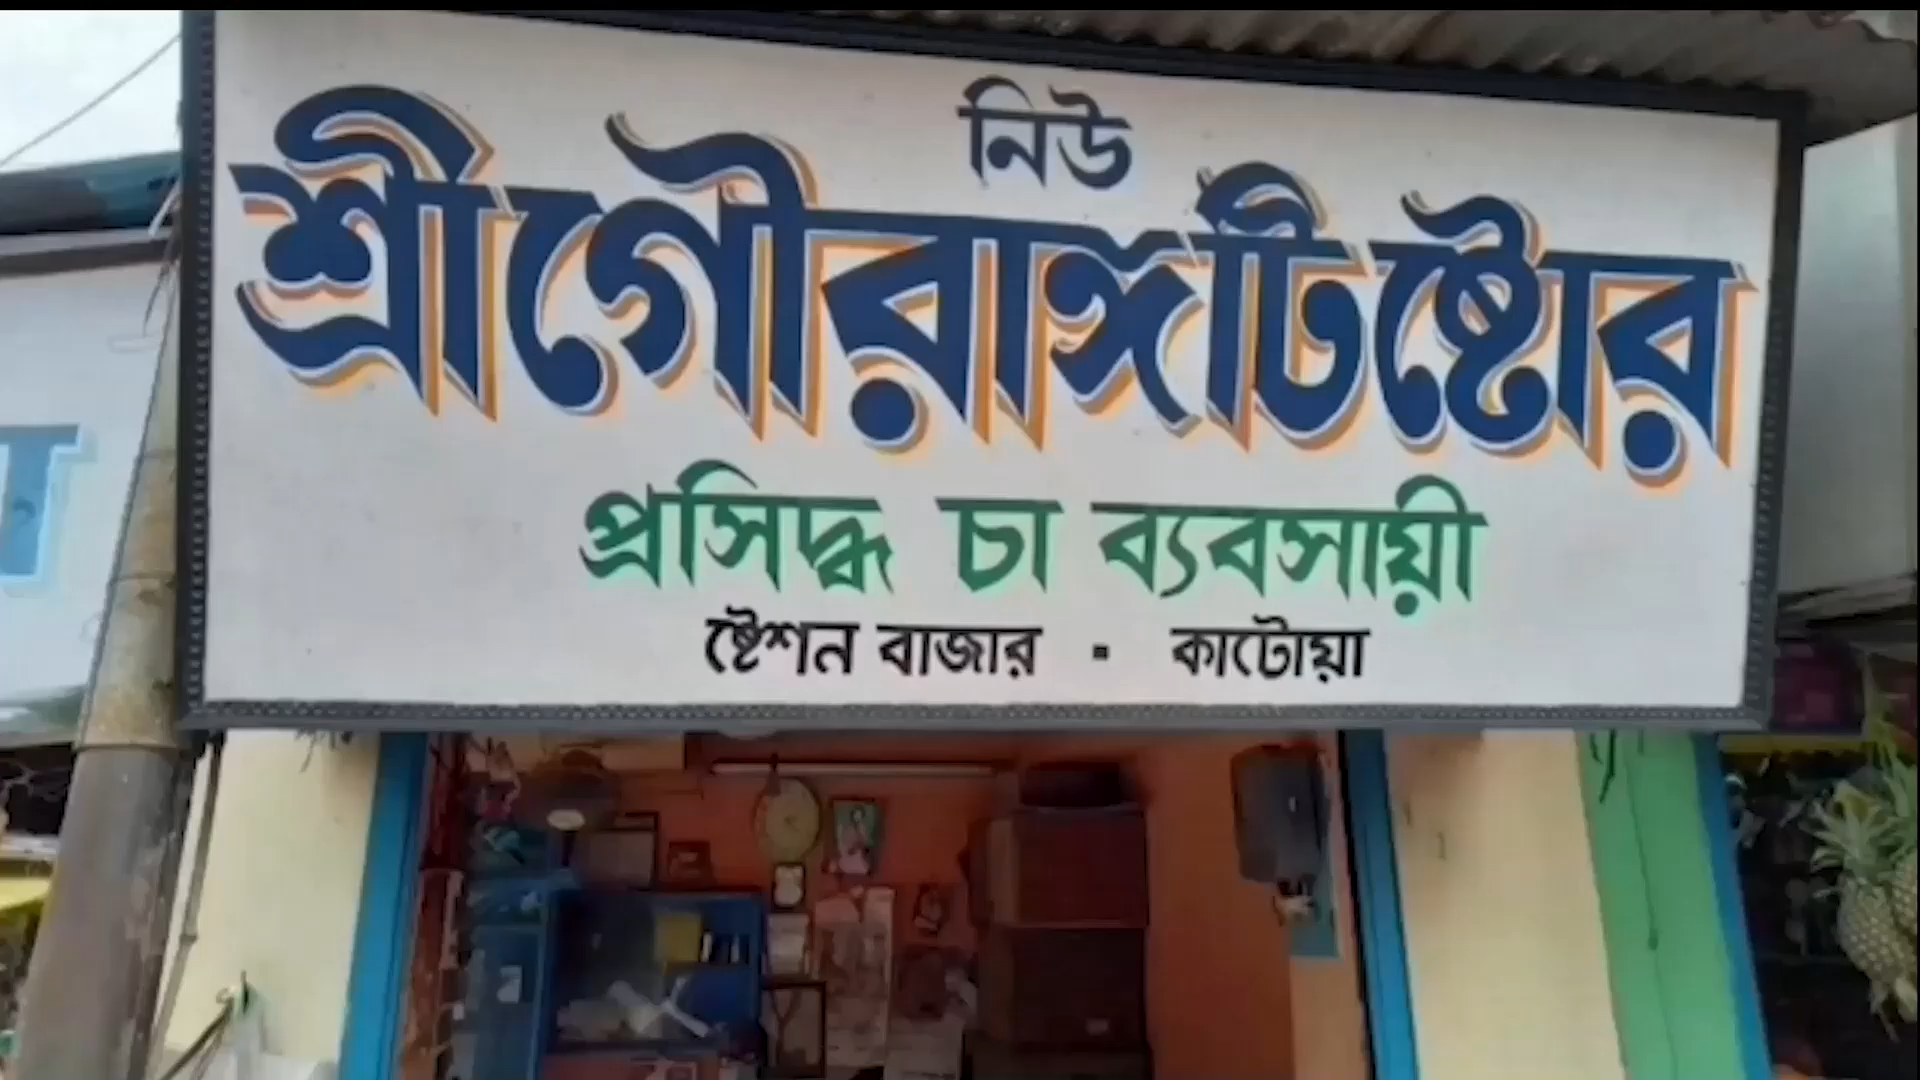 নিউ
শ্রীগৌরাঙ্গটিষ্টোর
প্রসিদ্ধ চা ব্যবসায়ী
ষ্টেশন বাজার · কাটোয়া